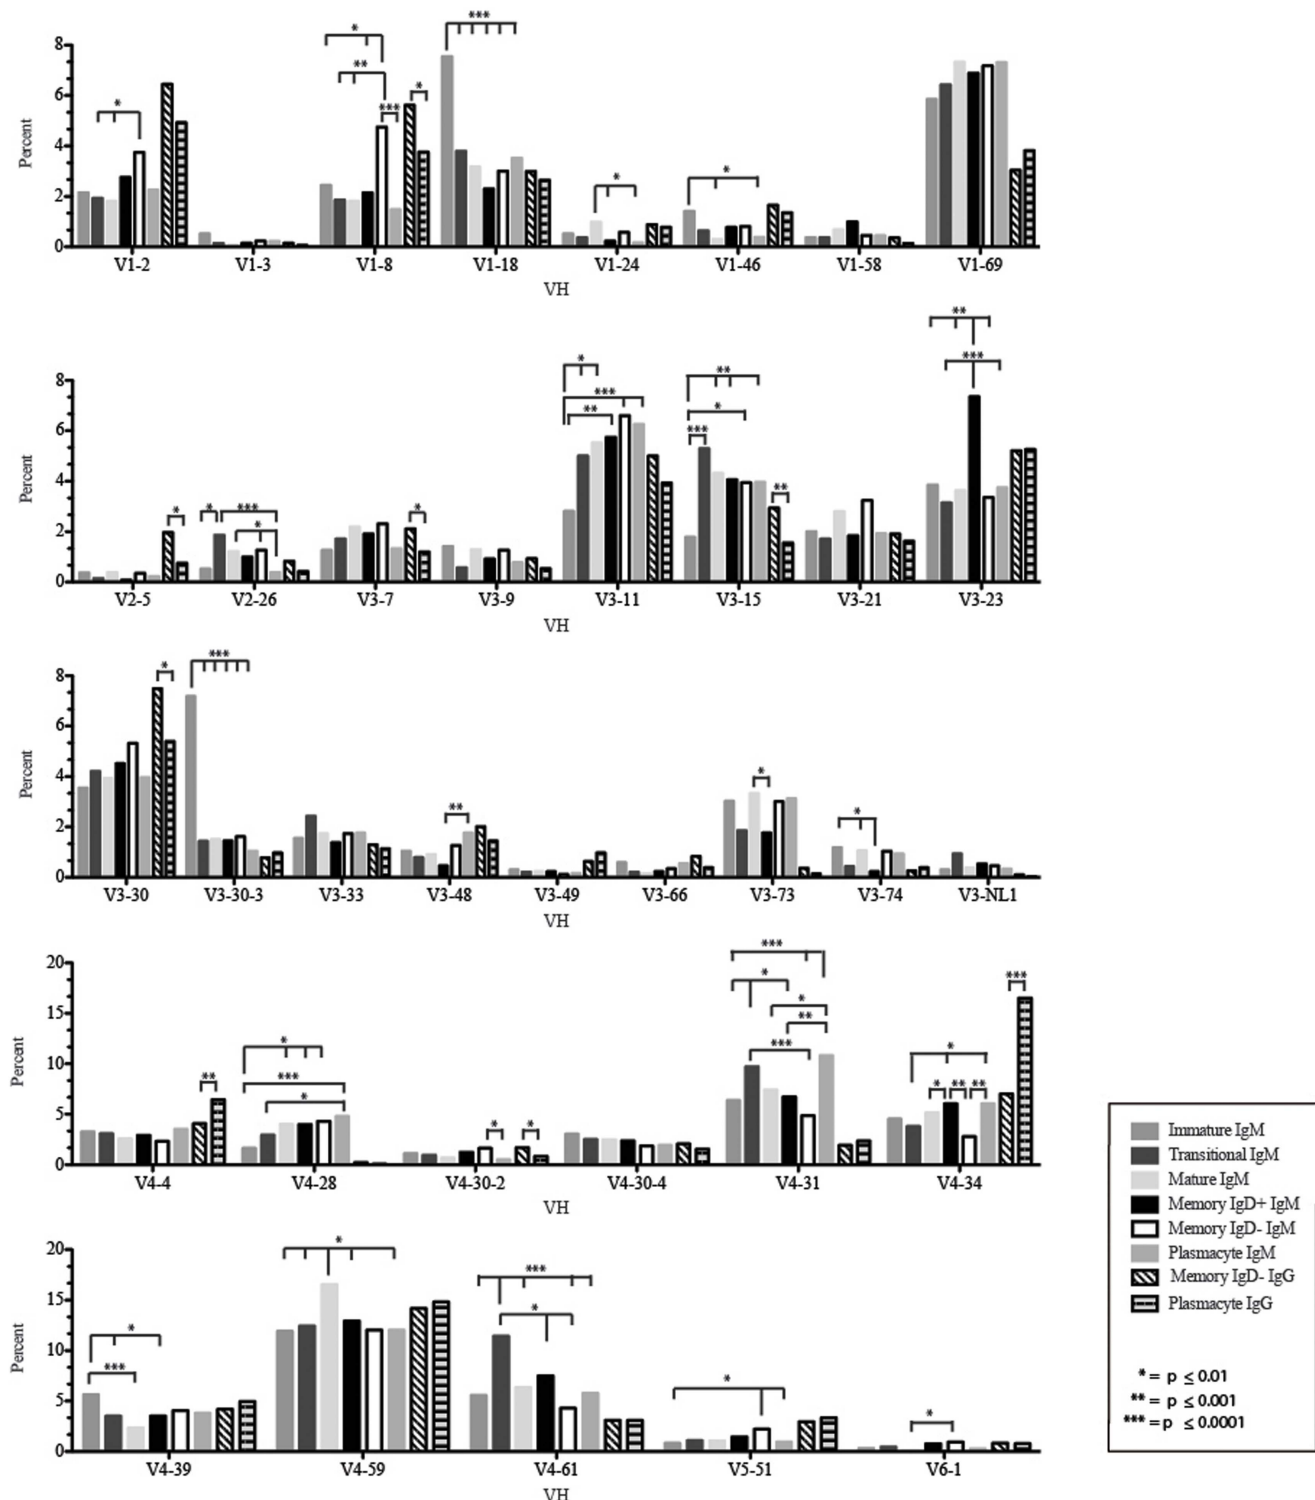 ***
*
*
**
***
*
*
*
*
8
6
4
2
0
Percent
V1-2
V1-3
V1-8
V1-18
V1-24
V1-46
V1-58
V1-69
VH
**
***
*
***
**
**
*
***
**
*
*
***
*
*
8
6
4
2
0
Percent
V2-5
V2-26
V3-7
V3-9
V3-11
V3-15
V3-21
V3-23
VH
*
***
**
*
*
8
6
4
2
0
Percent
V3-30
V3-30-3
V3-33
V3-48
V3-49
V3-66
V3-73
V3-74
V3-NL1
VH
**
*
***
*
*
*
***
*
*
**
***
*
*
**
**
***
20
15
10
5
0
Percent
V4-4
V4-28
V4-30-2
V4-30-4
V4-31
V4-34
VH
*
***
*
***
*
*
*
20
15
10
5
0
Percent
V4-39
V4-59
V4-61
V5-51
V6-1
VH
Immature IgM
Transitional IgM
Mature IgM
Memory IgD+ IgM
Memory IgD- IgM
Plasmacyte IgM
Memory IgD- IgG
Plasmacyte IgG
* = p ≤ 0.01
** = p ≤ 0.001
*** = p ≤ 0.0001